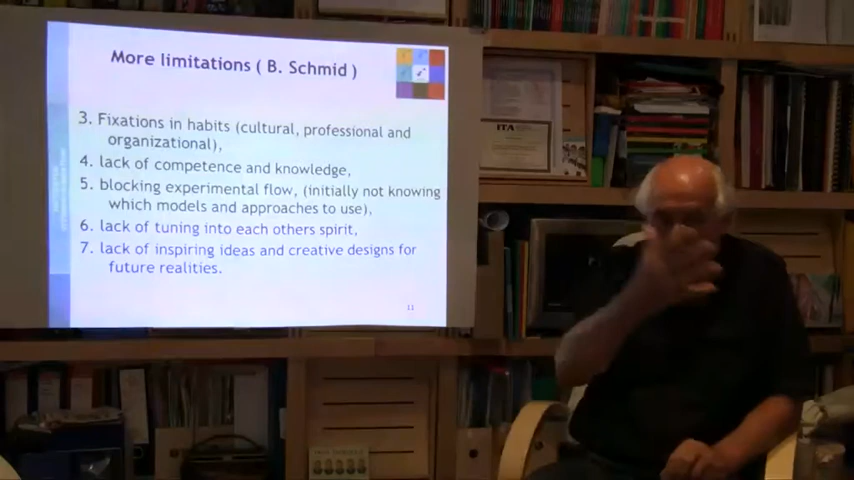 More limitations ( B. Schmid )
3. Fixations in habits (cultural, professional and
organizational),
4. lack of competence and knowledge,
5. blocking experimental flow, (initially not knowing
which models and approaches to use),
6. lack of tuning into each others spirit,
7. lack of inspiring ideas and creative designs for
future realities.
11
ITA